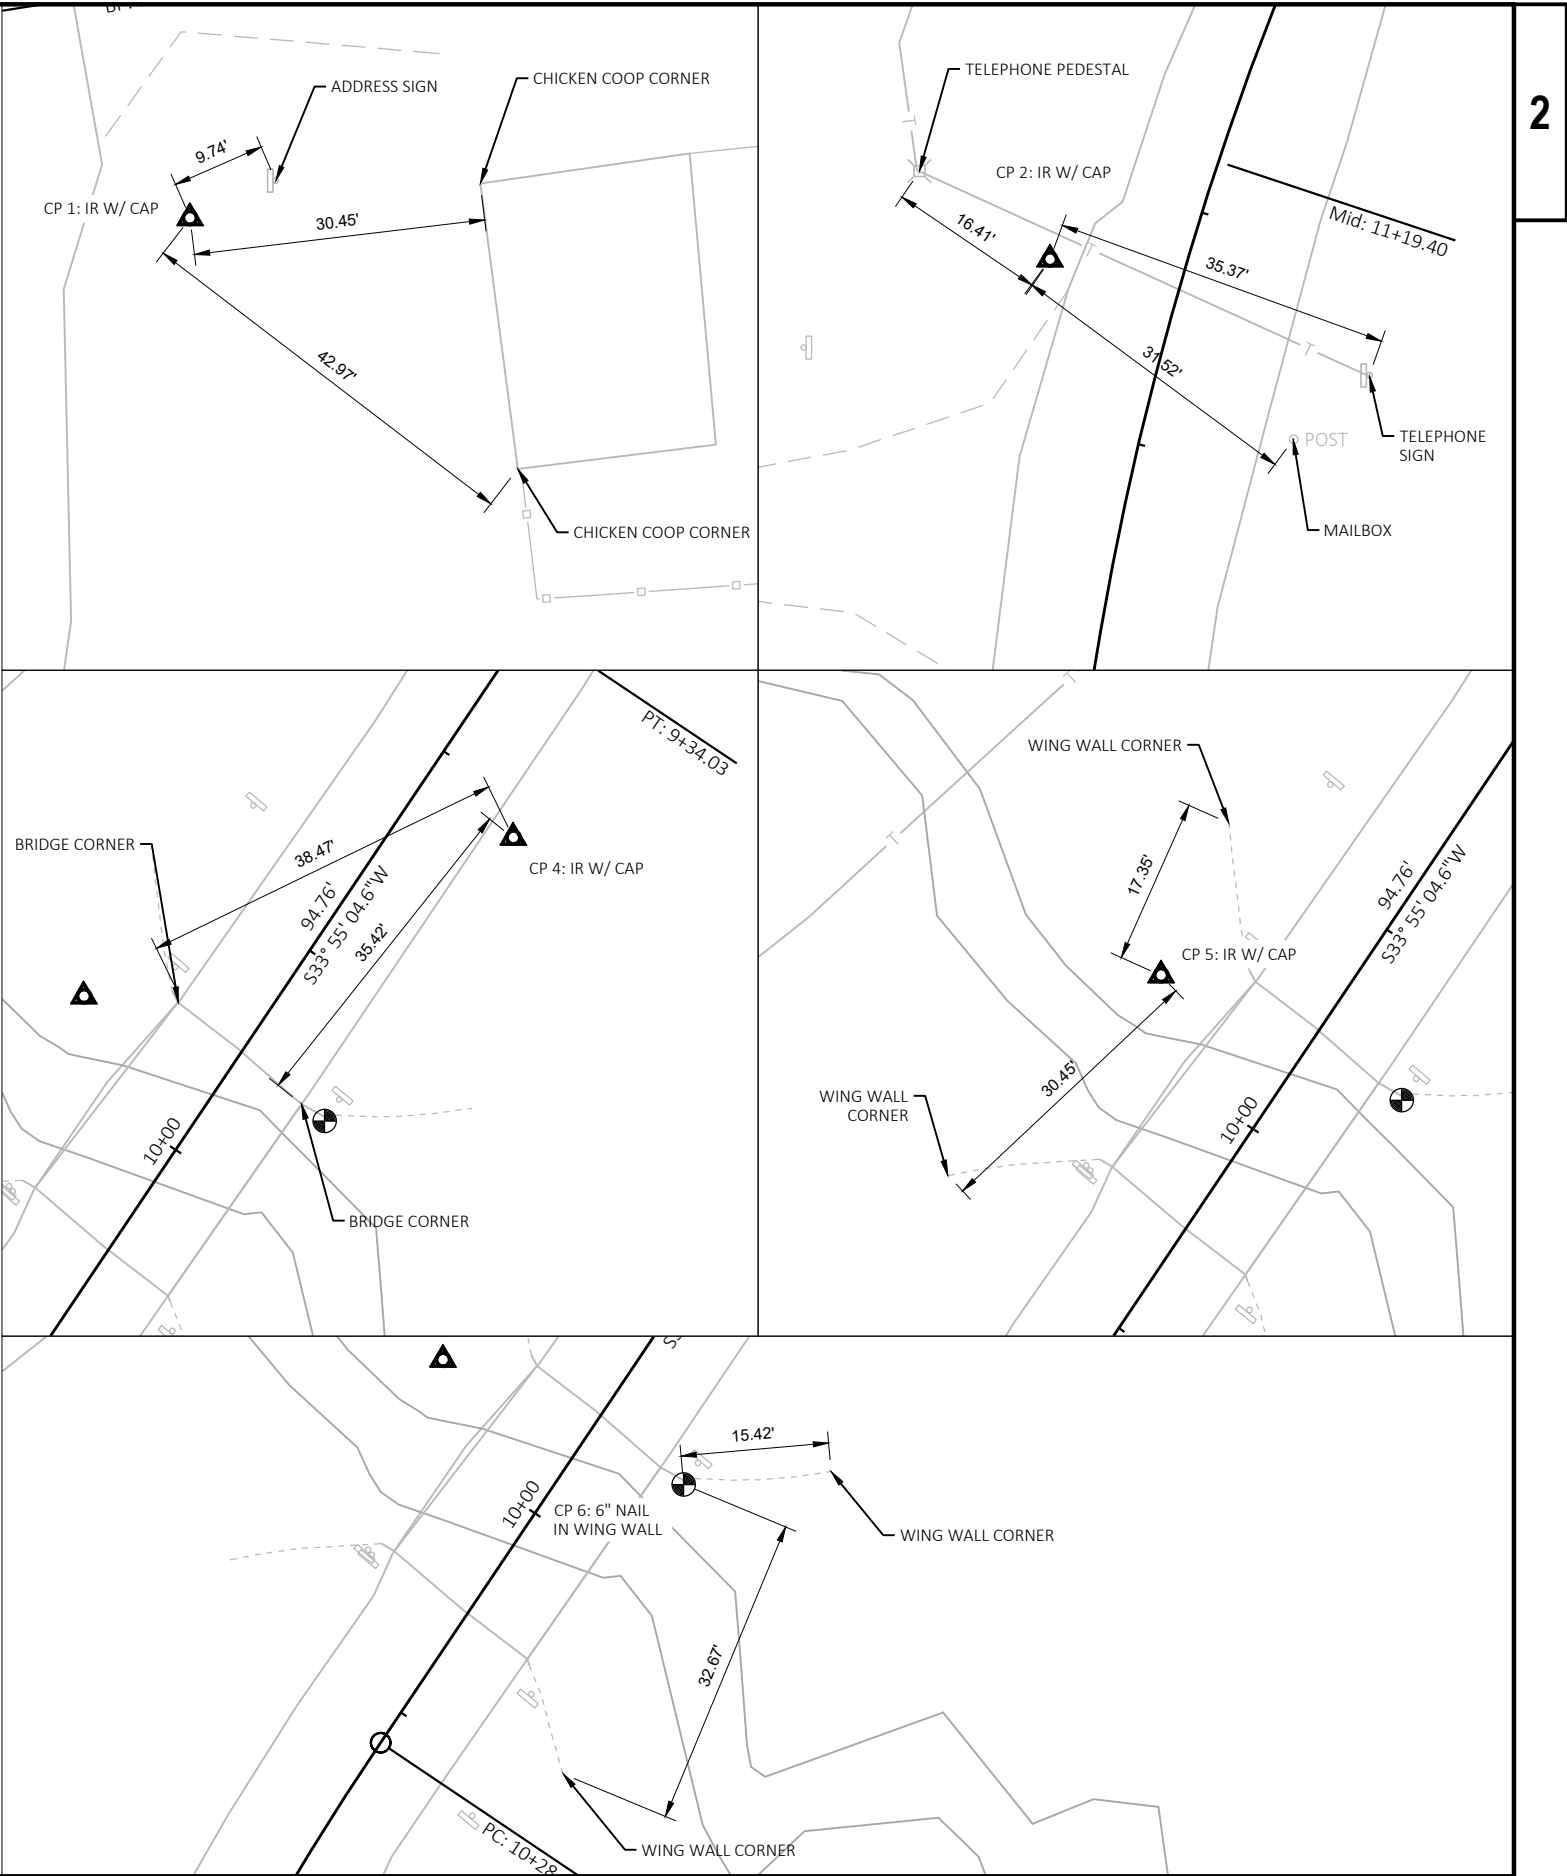 2
ADDRESS SIGN
CHICKEN COOP CORNER
9.74'
CP 1: IR W/ CAP
30.45'
42.97'
CHICKEN COOP CORNER
TELEPHONE PEDESTAL
CP 2: IR W/ CAP
T
16.41'
Mid: 11+19.40
T
35.37'
31.52'
T
POST
TELEPHONE
SIGN
MAILBOX
PT: 9+34.03
BRIDGE CORNER
38.47'
CP 4: IR W/ CAP
94.76'
S33° 55' 04.6"W
35.42'
10+00
BRIDGE CORNER
T
WING WALL CORNER
T
17.35'
94.76'
S33° 55' 04.6"W
CP 5: IR W/ CAP
30.45'
WING WALL
CORNER
10+00
15.42'
10+00
CP 6: 6" NAIL
IN WING WALL
WING WALL CORNER
32.67'
PC: 10+28
WING WALL CORNER